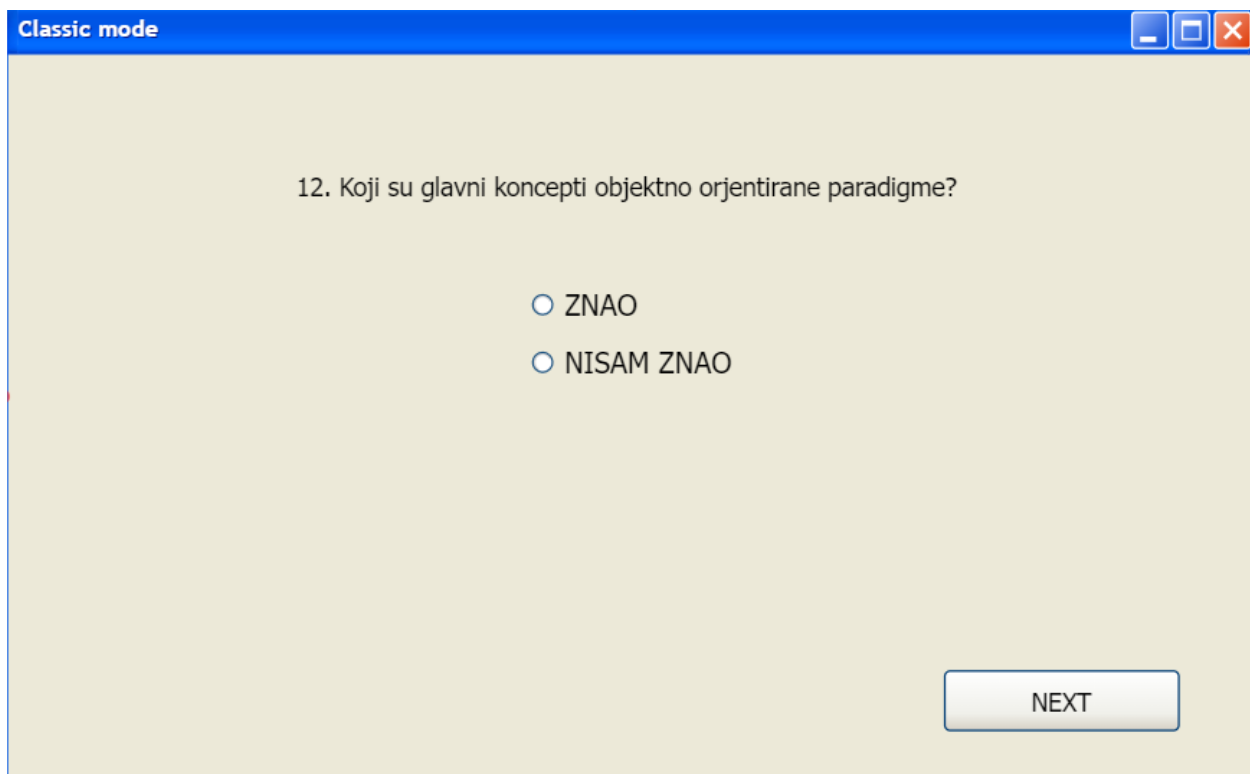 Classic mode
12. Koji su glavni koncepti objektno orjentirane paradigme?
ZNAO
NISAM ZNAO
NEXT